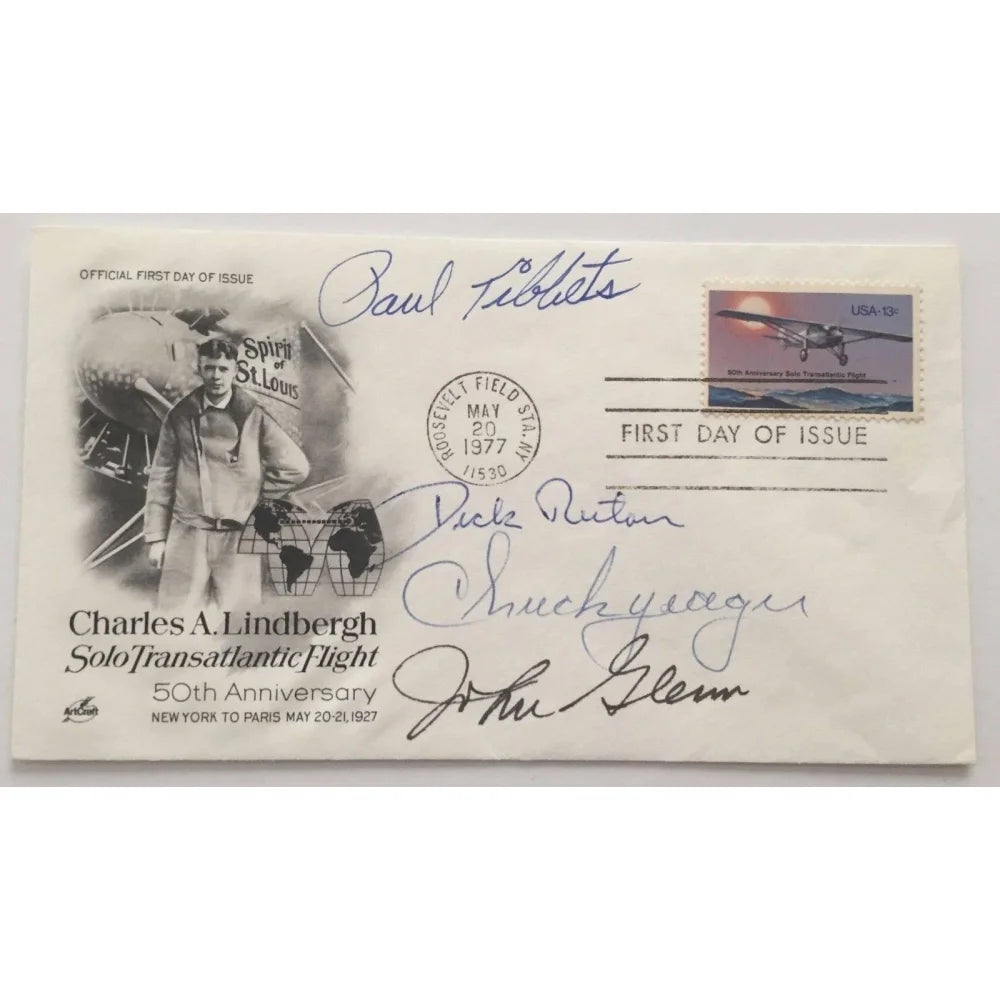 OFFICIAL FIRST DAY OF ISSUE
Paul Tibbets
USA·13c
50th Anniversary Solo Transatlantic Flight
Spirit
of
St. Louis
ROOSEVELT FIELD STA. NY
MAY
20
1977
11530
FIRST DAY OF ISSUE
Dick Rutan
Chuck Yeager
John Glenn
Charles A. Lindbergh
Solo Transatlantic Flight
50th Anniversary
NEW YORK TO PARIS MAY 20-21, 1927
ArtCraft